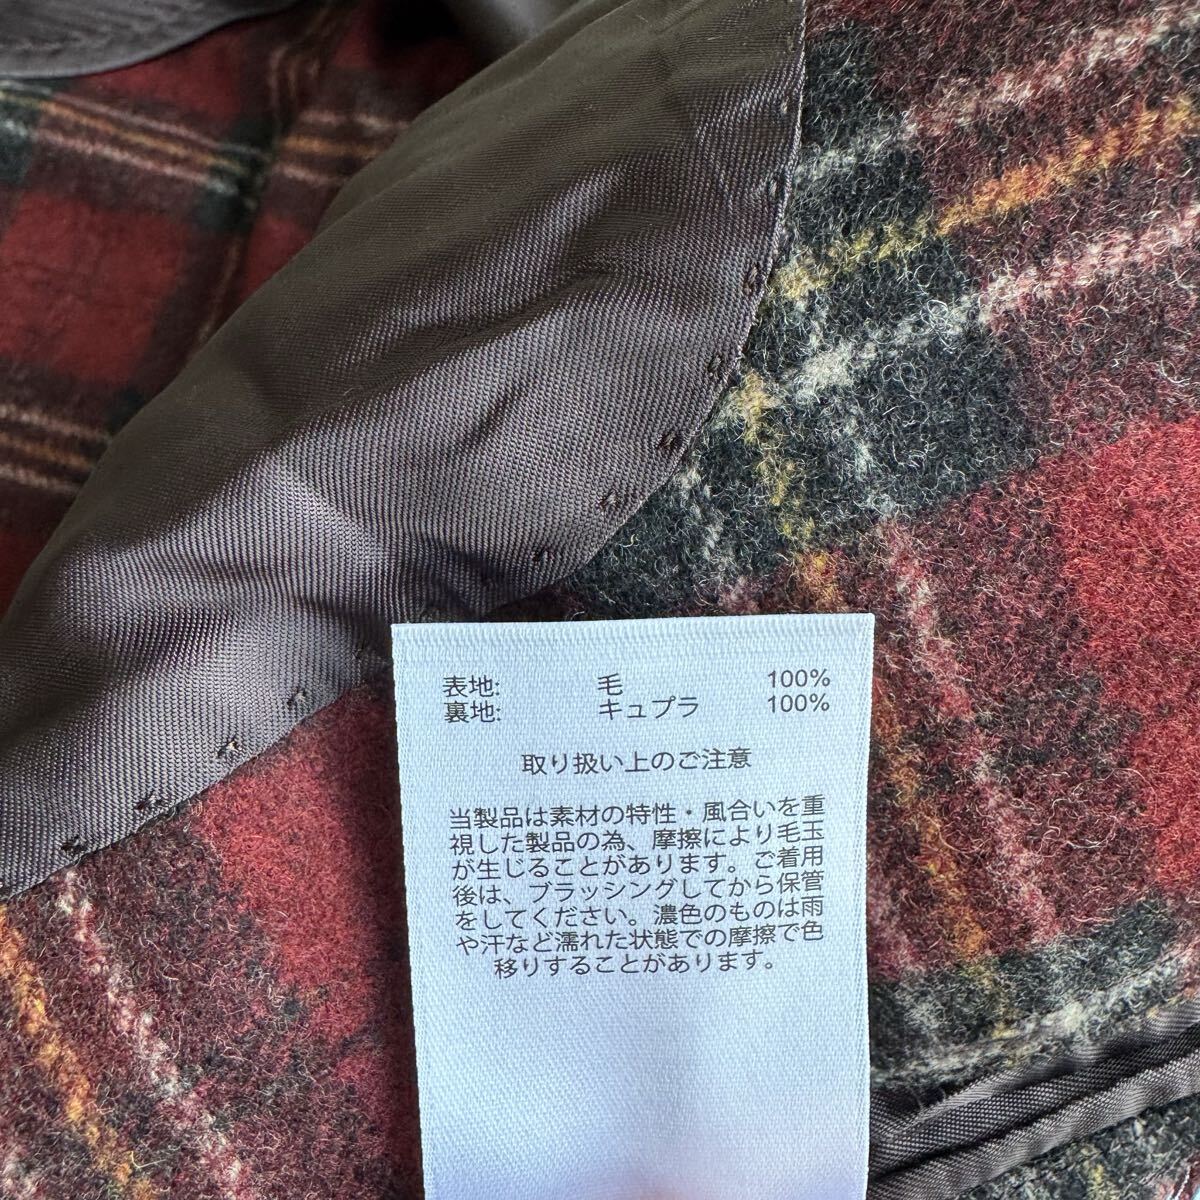 表地: 毛 100%
裏地: キュプラ 100%
取り扱い上のご注意
当製品は素材の特性・風合いを重
視した製品の為、摩擦により毛玉
が生じることがあります。ご着用
後は、ブラッシングしてから保管
をしてください。濃色のものは雨
や汗など濡れた状態での摩擦で色
移りすることがあります。